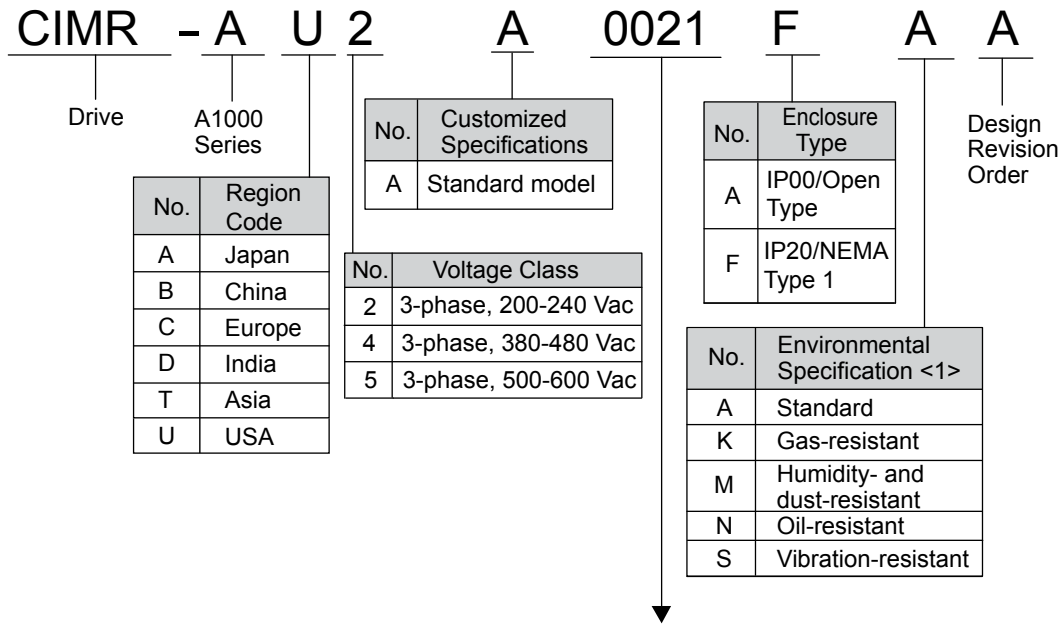 CIMR - A U 2 A 0021 F A A
Drive
A1000
Series
No. Region
Code
A Japan
B China
C Europe
D India
T Asia
U USA
No. Customized
Specifications
A Standard model
No. Voltage Class
2 3-phase, 200-240 Vac
4 3-phase, 380-480 Vac
5 3-phase, 500-600 Vac
No. Enclosure
Type
A IP00/Open
Type
F IP20/NEMA
Type 1
No. Environmental
Specification <1>
A Standard
K Gas-resistant
M Humidity- and
dust-resistant
N Oil-resistant
S Vibration-resistant
Design
Revision
Order